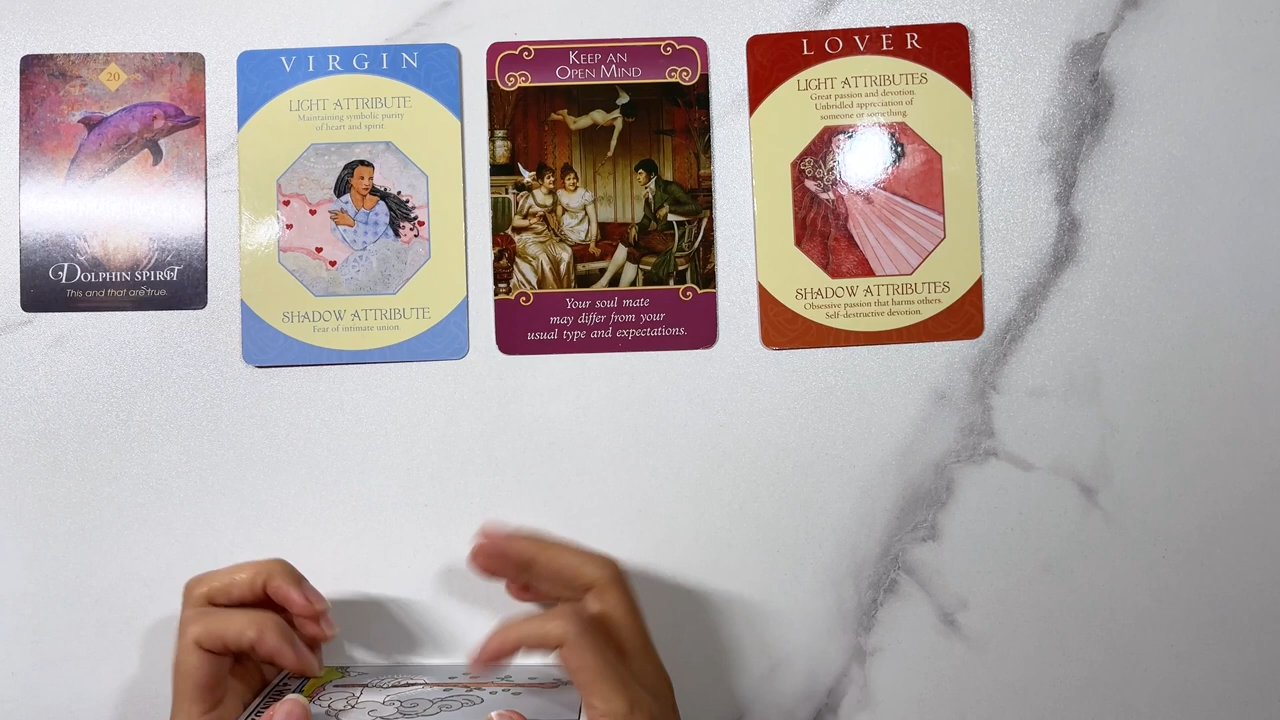 20
DOLPHIN SPIRIT
This and that are true.
VIRGIN
LIGHT ATTRIBUTE
Maintaining symbolic purity
of heart and spirit.
SHADOW ATTRIBUTE
Fear of intimate union.
KEEP AN
OPEN MIND
Your soul mate
may differ from your
usual type and expectations.
LOVER
LIGHT ATTRIBUTES
Great passion and devotion.
Unbridled appreciation of
someone or something.
SHADOW ATTRIBUTES
Obsessive passion that harms others.
Self-destructive devotion.